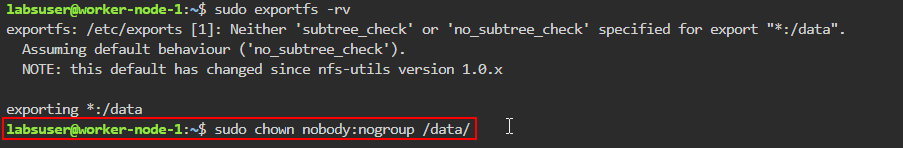 labsuser@worker-node-1:~$ sudo exportfs -rv
exportfs: /etc/exports [1]: Neither 'subtree_check' or 'no_subtree_check' specified for export "*:/data".
  Assuming default behaviour ('no_subtree_check').
  NOTE: this default has changed since nfs-utils version 1.0.x

exporting *:/data
labsuser@worker-node-1:~$ sudo chown nobody:nogroup /data/